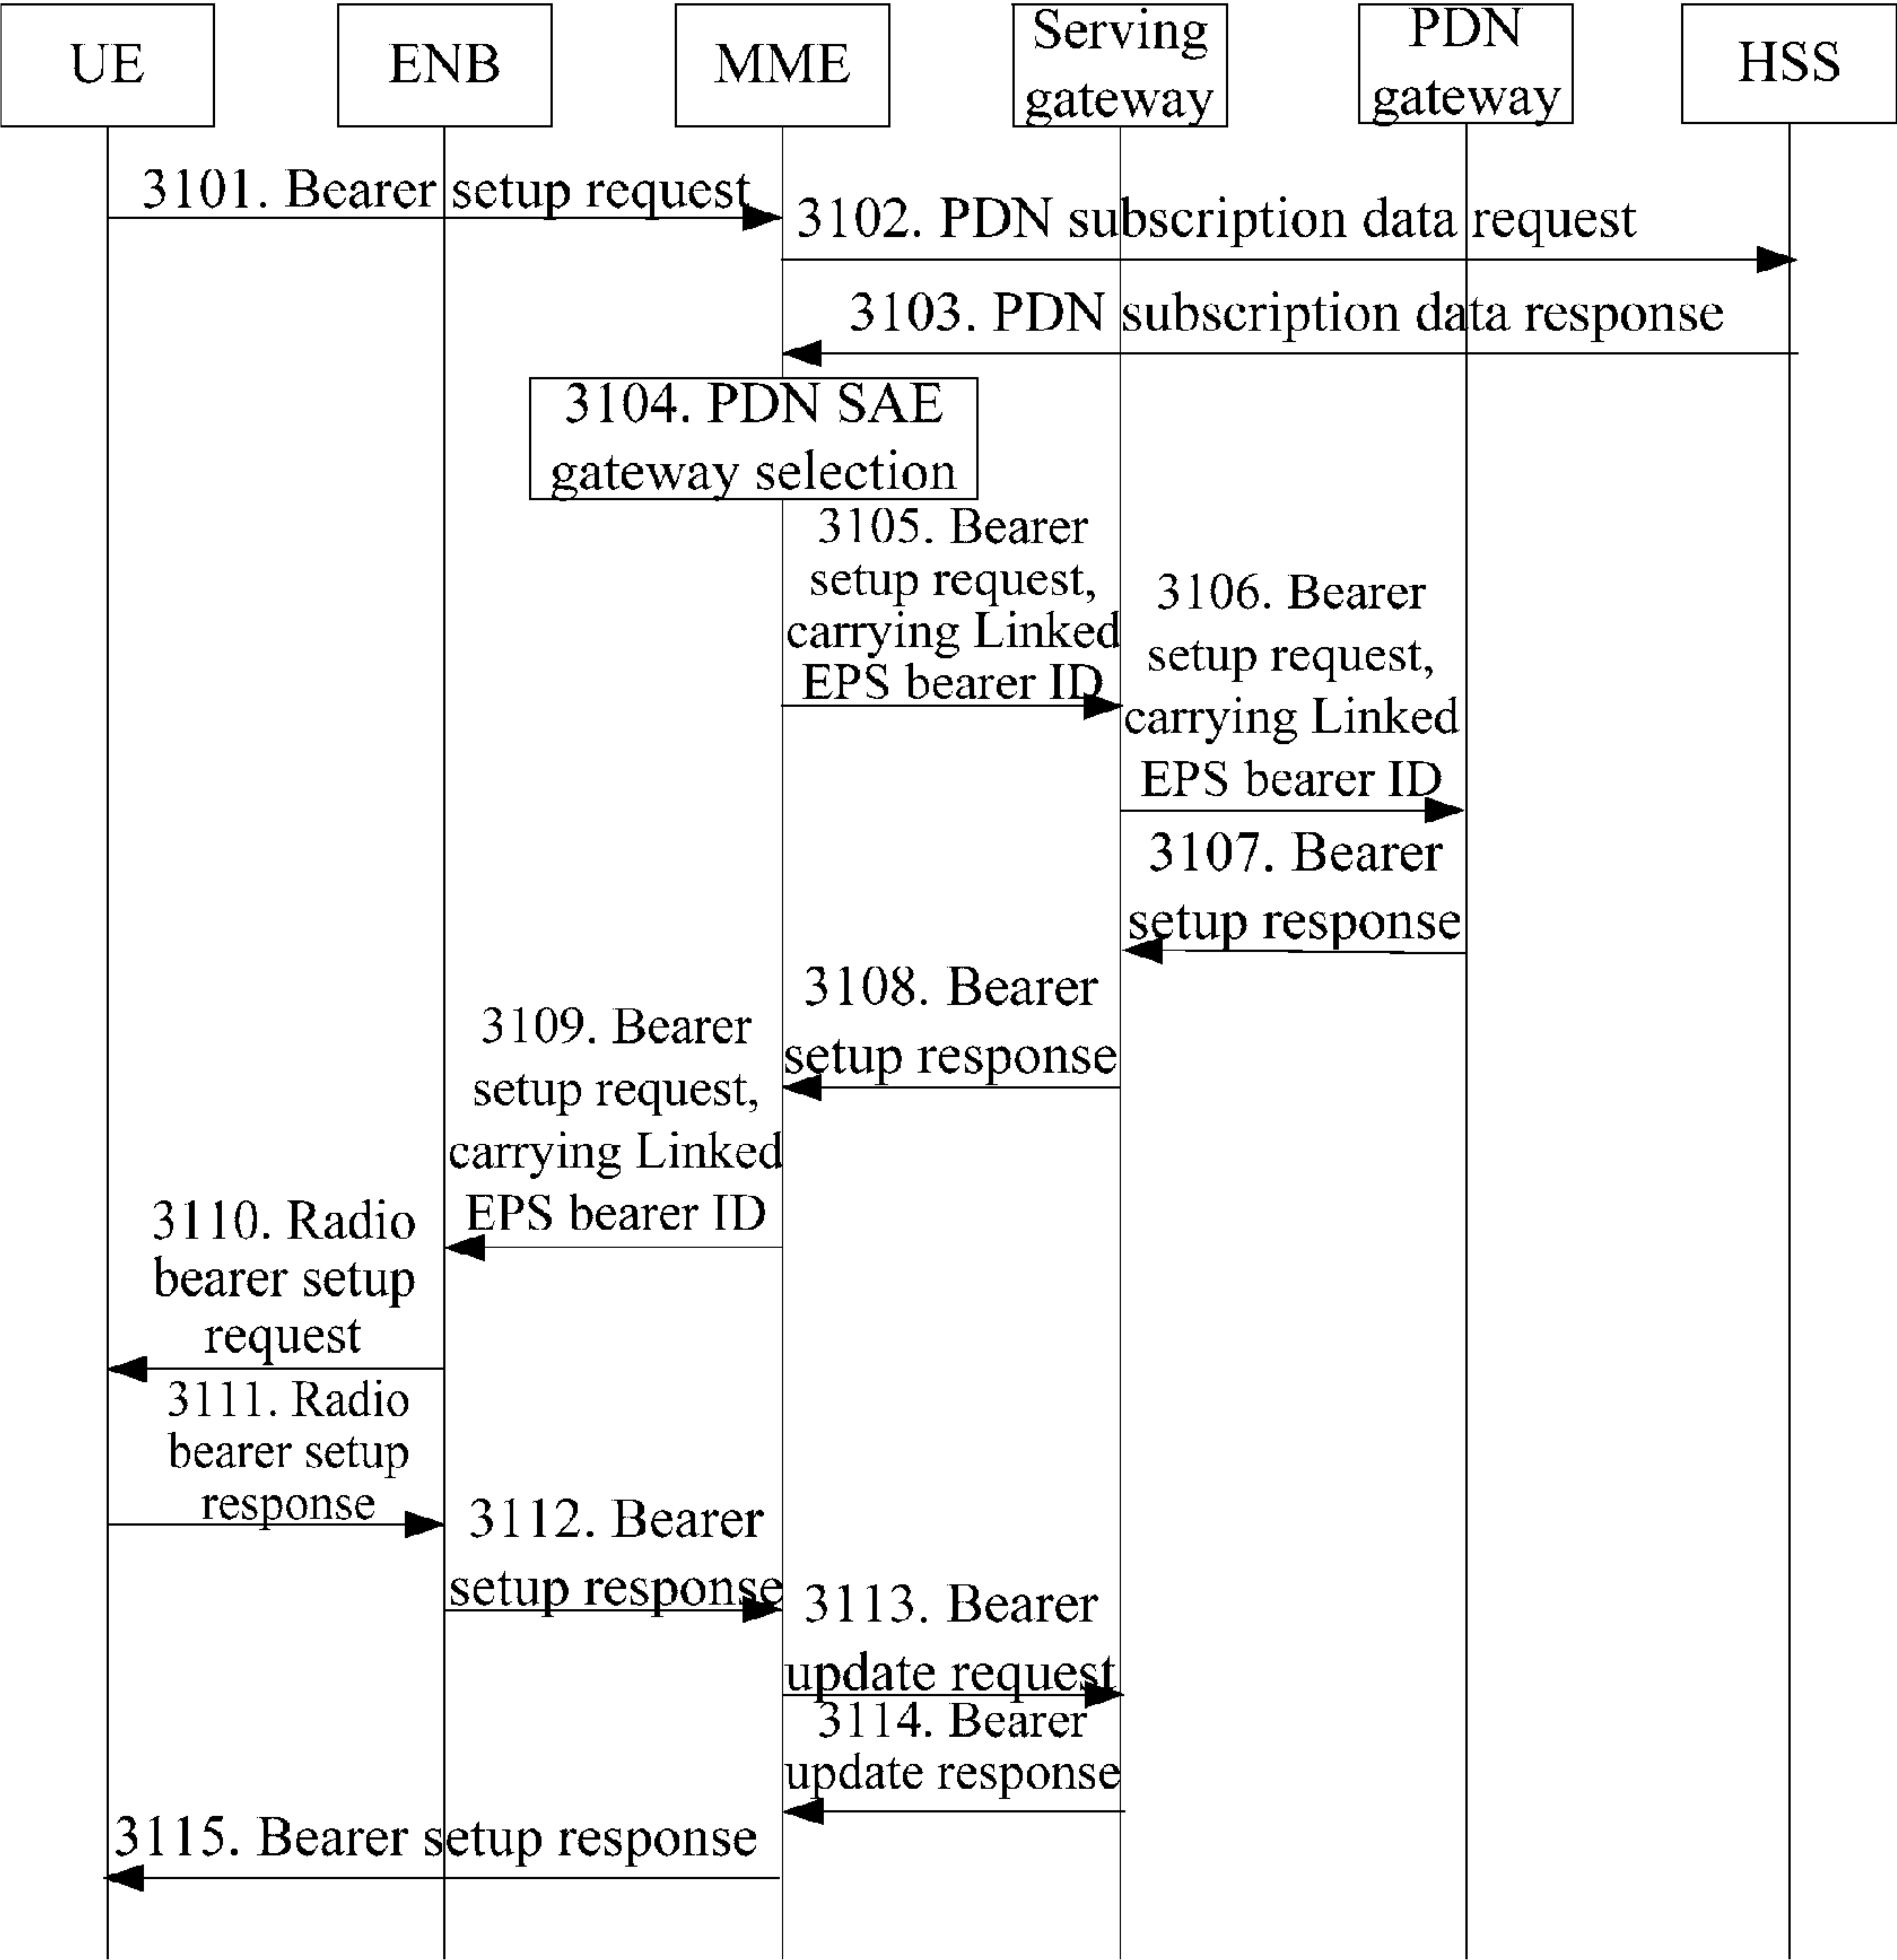 UE
ENB
MME
Serving
gateway
PDN
gateway
HSS
3101. Bearer setup request
3102. PDN subscription data request
3103. PDN subscription data response
3104. PDN SAE
gateway selection
3105. Bearer
setup request,
carrying Linked
EPS bearer ID
3106. Bearer
setup request,
carrying Linked
EPS bearer ID
3107. Bearer
setup response
3108. Bearer
setup response
3109. Bearer
setup request,
carrying Linked
EPS bearer ID
3110. Radio
bearer setup
request
3111. Radio
bearer setup
response
3112. Bearer
setup response
3113. Bearer
update request
3114. Bearer
update response
3115. Bearer setup response